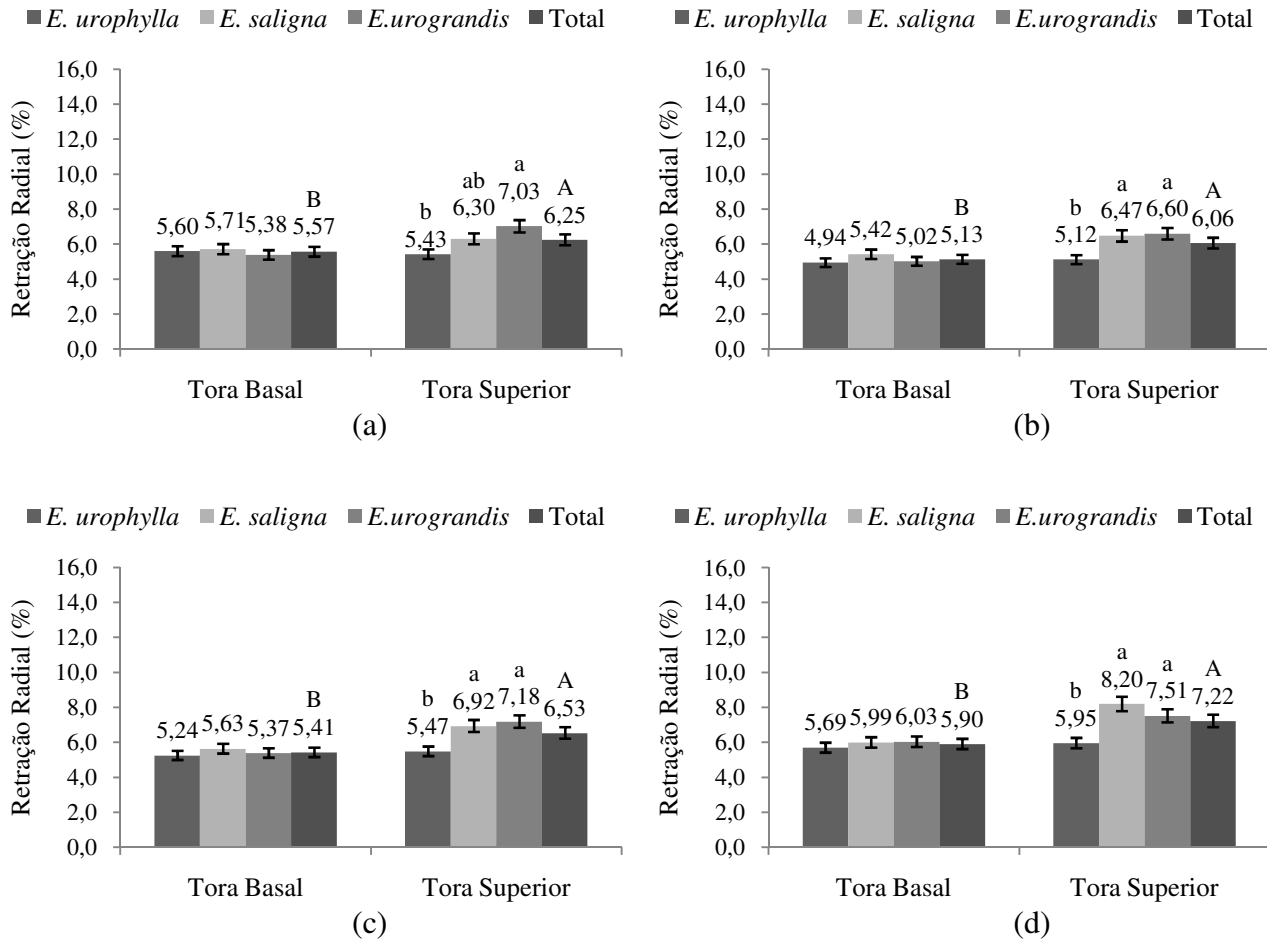 E. urophylla E. saligna E.urograndis Total
Retração Radial (%)
16,0
14,0
12,0
10,0
8,0
6,0
4,0
2,0
0,0
B
5,60 5,71 5,38 5,57
b ab a A
5,43 6,30 7,03 6,25
Tora Basal Tora Superior
(a)
E. urophylla E. saligna E.urograndis Total
Retração Radial (%)
16,0
14,0
12,0
10,0
8,0
6,0
4,0
2,0
0,0
B
4,94 5,42 5,02 5,13
b a a A
5,12 6,47 6,60 6,06
Tora Basal Tora Superior
(b)
E. urophylla E. saligna E.urograndis Total
Retração Radial (%)
16,0
14,0
12,0
10,0
8,0
6,0
4,0
2,0
0,0
B
5,24 5,63 5,37 5,41
b a a A
5,47 6,92 7,18 6,53
Tora Basal Tora Superior
(c)
E. urophylla E. saligna E.urograndis Total
Retração Radial (%)
16,0
14,0
12,0
10,0
8,0
6,0
4,0
2,0
0,0
B
5,69 5,99 6,03 5,90
b a a A
5,95 8,20 7,51 7,22
Tora Basal Tora Superior
(d)